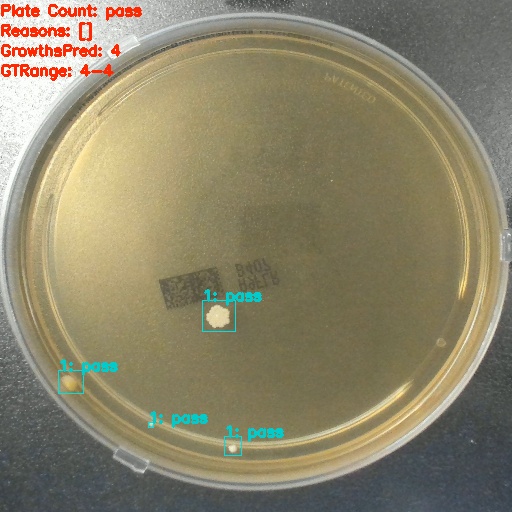 Plate Count: pass
Reasons: []
GrowthsPred: 4
GTRange: 4-4
1: pass
1: pass
1: pass
1: pass